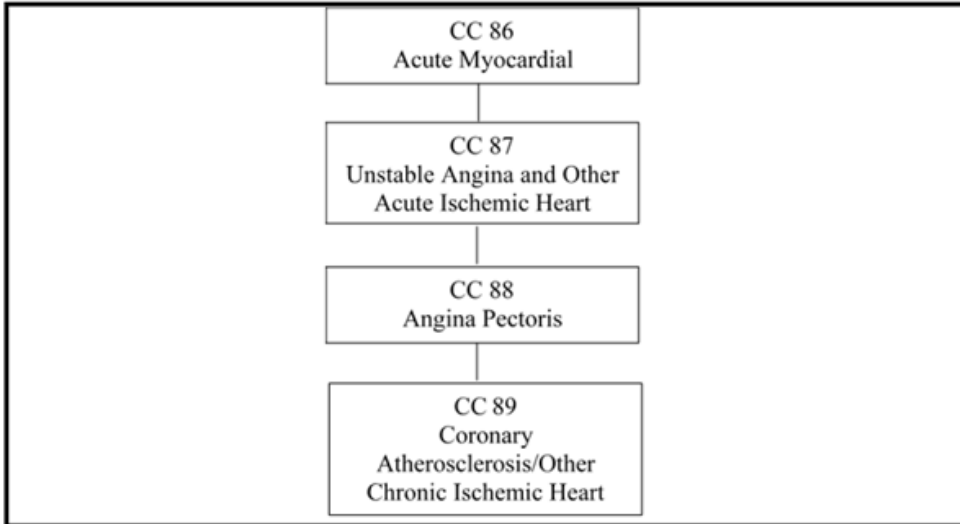 CC 86
Acute Myocardial
CC 87
Unstable Angina and Other
Acute Ischemic Heart
CC 88
Angina Pectoris
CC 89
Coronary
Atherosclerosis/Other
Chronic Ischemic Heart